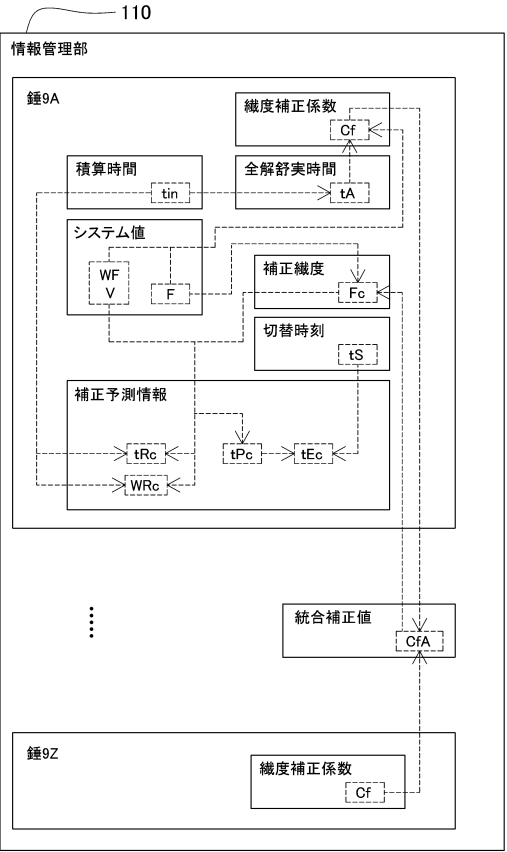 110
情報管理部
錘9A
繊度補正係数
Cf
積算時間
tin
全解舒実時間
tA
システム値
WF
V
F
補正繊度
Fc
切替時刻
tS
補正予測情報
tRc
tPc
tEc
WRc
統合補正値
CfA
錘9Z
繊度補正係数
Cf